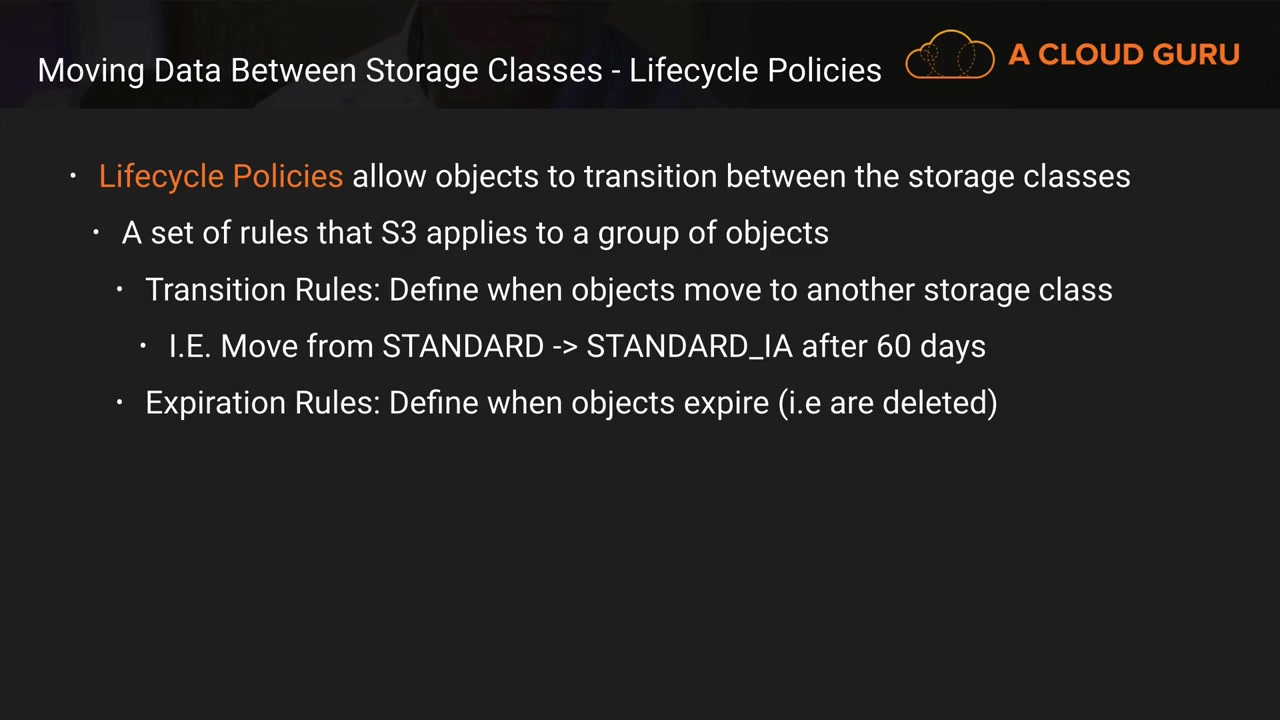 Moving Data Between Storage Classes - Lifecycle Policies
A CLOUD GURU
• Lifecycle Policies allow objects to transition between the storage classes
• A set of rules that S3 applies to a group of objects
• Transition Rules: Define when objects move to another storage class
• I.E. Move from STANDARD -> STANDARD_IA after 60 days
• Expiration Rules: Define when objects expire (i.e are deleted)